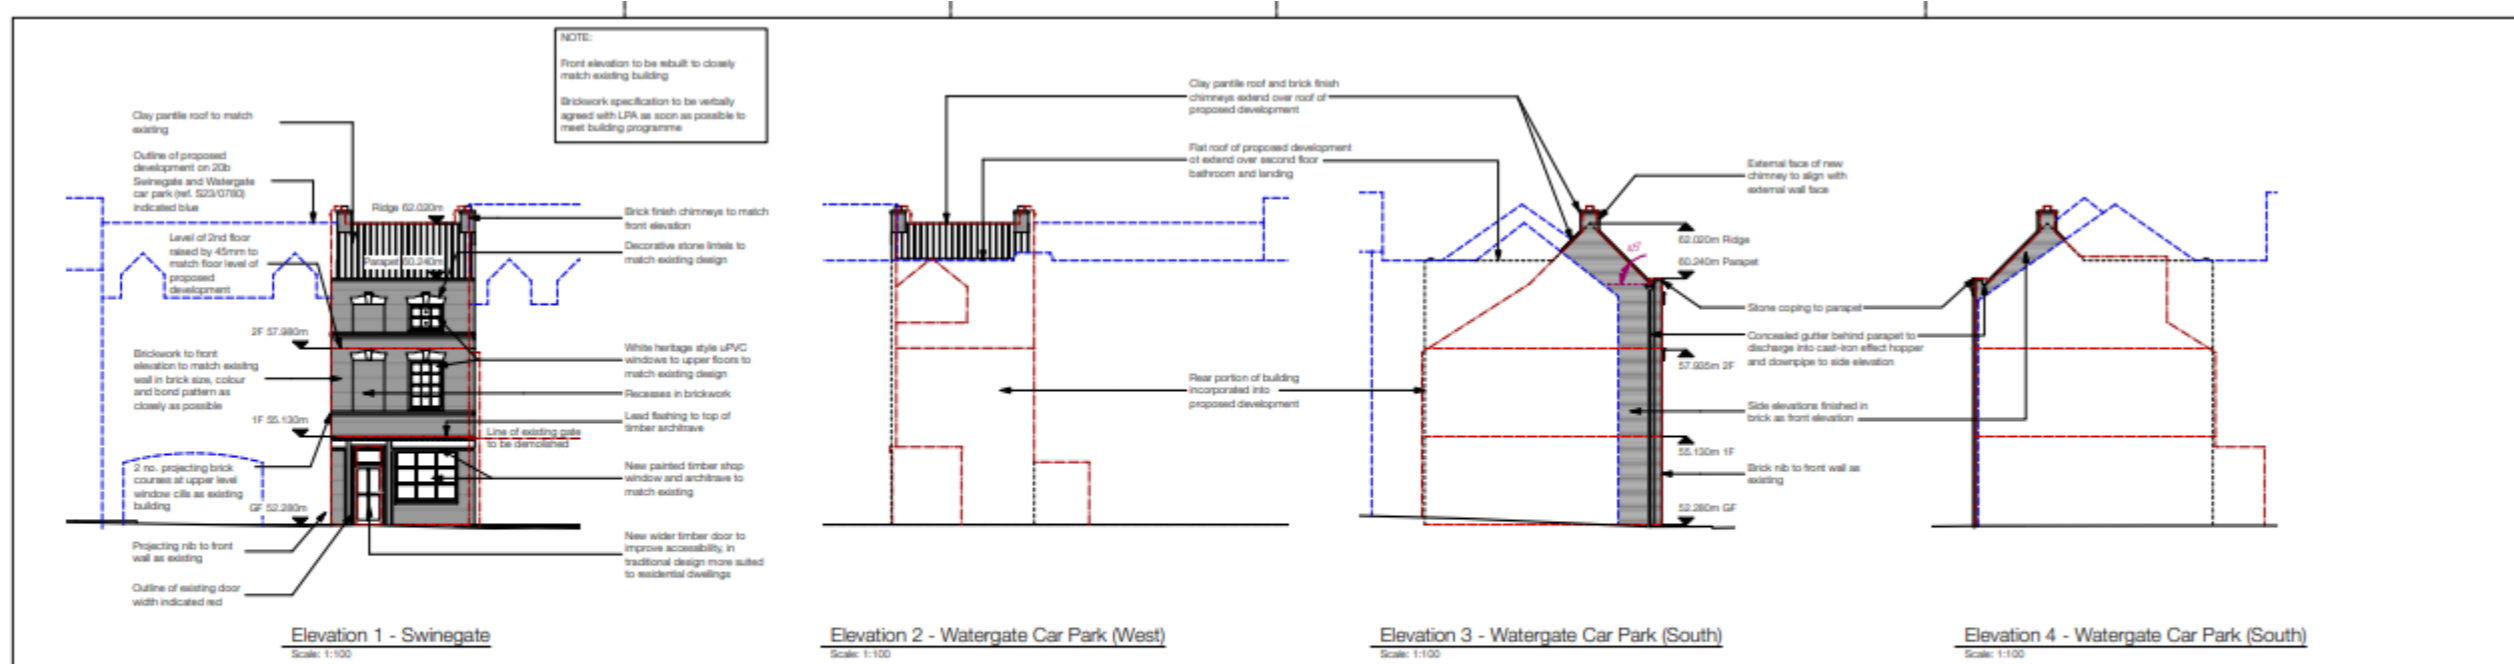 NOTE:
Front elevation to be rebuilt to closely
match existing building
Brickwork specification to be verbally
agreed with LPA as soon as possible to
meet building programme
Clay pantile roof to match
existing
Outline of proposed
development on 20b
Swinegate and Watergate
car park (ref. S23/0780)
indicated blue
Level of 2nd floor
raised by 45mm to
match floor level of
proposed
development
2F 57.980m
Brickwork to front
elevation to match existing
wall in brick size, colour
and bond pattern as
closely as possible
1F 55.130m
2 no. projecting brick
courses at upper level
window cills as existing
building
GF 52.280m
Projecting nib to front
wall as existing
Outline of existing door
width indicated red
Ridge 62.020m
Parapet 60.240m
Brick finish chimneys to match
front elevation
Decorative stone lintels to
match existing design
White heritage style uPVC
windows to upper floors to
match existing design
Recesses in brickwork
Lead flashing to top of
timber architrave
Line of existing gate
to be demolished
New painted timber shop
window and architrave to
match existing
New wider timber door to
improve accessibility, in
traditional design more suited
to residential dwellings
Elevation 1 - Swinegate
Scale: 1:100
Clay pantile roof and brick finish
chimneys extend over roof of
proposed development
Flat roof of proposed development
ot extend over second floor
bathroom and landing
Rear portion of building
incorporated into
proposed development
Elevation 2 - Watergate Car Park (West)
Scale: 1:100
External face of new
chimney to align with
external wall face
62.020m Ridge
60.240m Parapet
45°
Stone coping to parapet
Concealed gutter behind parapet to
discharge into cast-iron effect hopper
and downpipe to side elevation
57.935m 2F
Side elevations finished in
brick as front elevation
55.130m 1F
Brick nib to front wall as
existing
52.280m GF
Elevation 3 - Watergate Car Park (South)
Scale: 1:100
Elevation 4 - Watergate Car Park (South)
Scale: 1:100